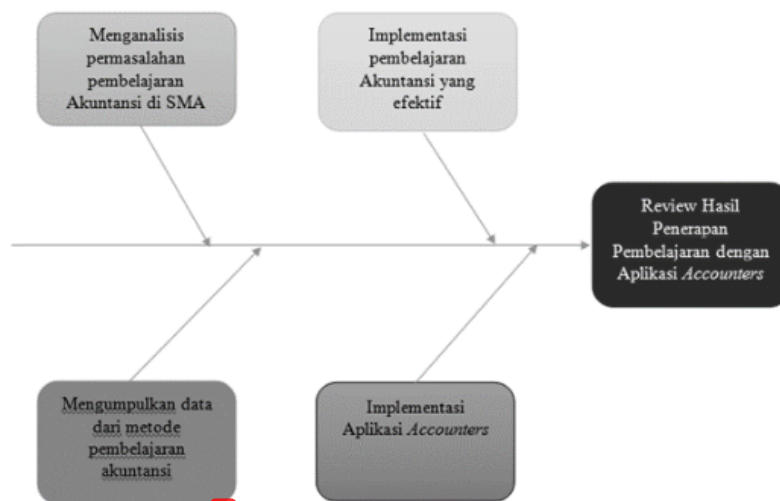 Menganalisis
permasalahan
pembelajaran
Akuntansi di SMA
Implementasi
pembelajaran
Akuntansi yang
efektif
Review Hasil
Penerapan
Pembelajaran dengan
Aplikasi Accounters
Mengumpulkan data
dari metode
pembelajaran
akuntansi
Implementasi
Aplikasi Accounters